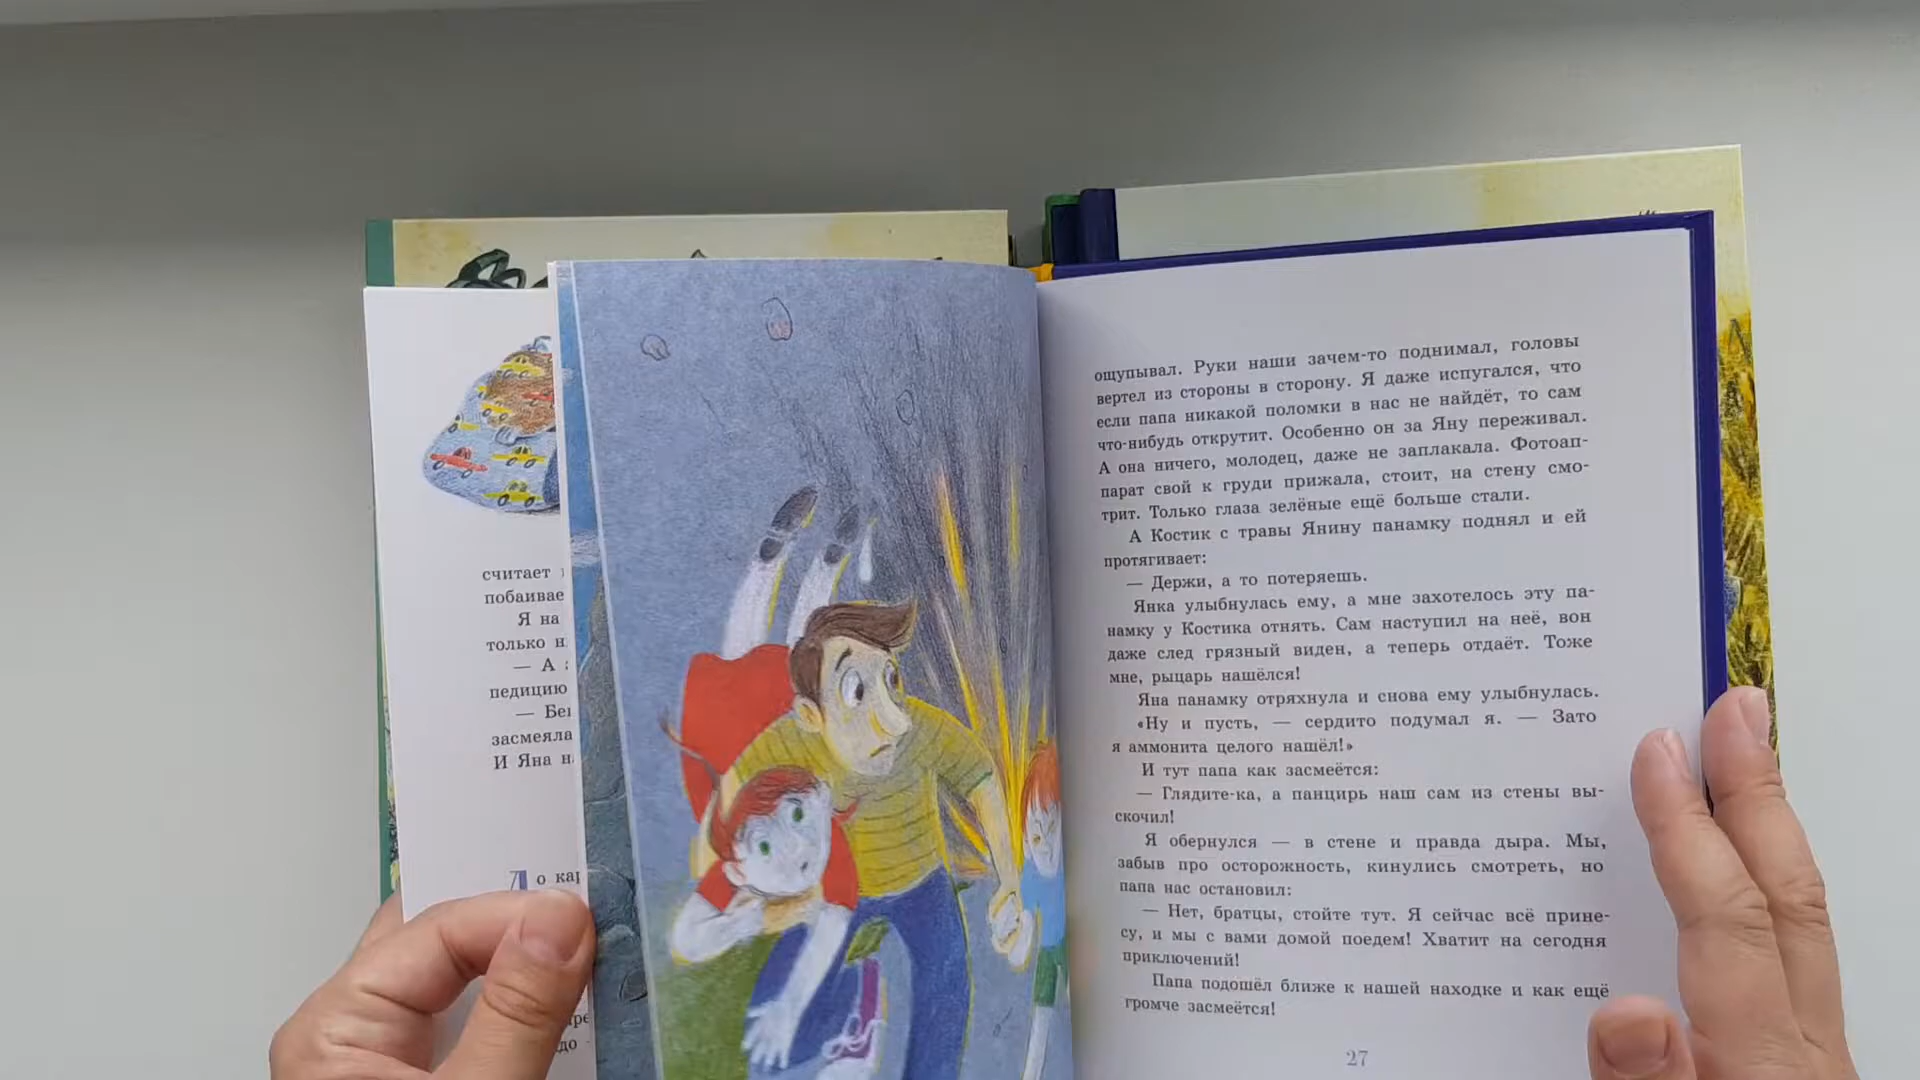 считает
побаивае
Я на
только н
— А
педицию
— Бе
засмеяла
И Яна н
До кар
ощупывал. Руки наши зачем-то поднимал, головы
вертел из стороны в сторону. Я даже испугался, что
если папа никакой поломки в нас не найдёт, то сам
что-нибудь открутит. Особенно он за Яну переживал.
А она ничего, молодец, даже не заплакала. Фотоап-
парат свой к груди прижала, стоит, на стену смо-
трит. Только глаза зелёные ещё больше стали.
А Костик с травы Янину панамку поднял и ей
протягивает:
— Держи, а то потеряешь.
Янка улыбнулась ему, а мне захотелось эту па-
намку у Костика отнять. Сам наступил на неё, вон
даже след грязный виден, а теперь отдаёт. Тоже
мне, рыцарь нашёлся!
Яна панамку отряхнула и снова ему улыбнулась.
«Ну и пусть, — сердито подумал я. — Зато
я аммонита целого нашёл!»
И тут папа как засмеётся:
— Глядите-ка, а панцирь наш сам из стены вы-
скочил!
Я обернулся — в стене и правда дыра. Мы,
забыв про осторожность, кинулись смотреть, но
папа нас остановил:
— Нет, братцы, стойте тут. Я сейчас всё прине-
су, и мы с вами домой поедем! Хватит на сегодня
приключений!
Папа подошёл ближе к нашей находке и как ещё
громче засмеётся!
27